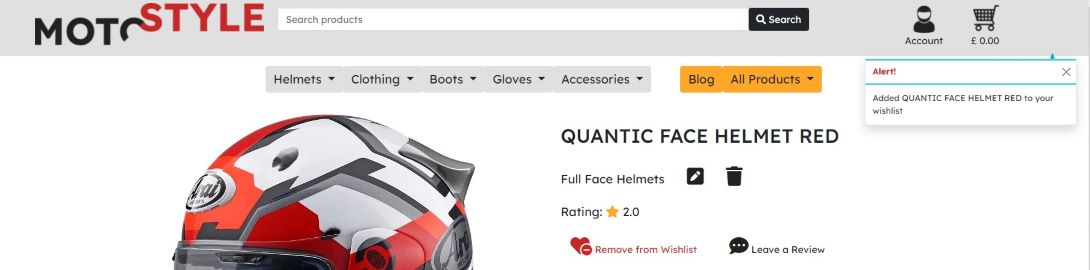 MOTOSTYLE
Search products
Search
Account
£ 0.00
Alert!
Added QUANTIC FACE HELMET RED to your
wishlist
Helmets
Clothing
Boots
Gloves
Accessories
Blog
All Products
QUANTIC FACE HELMET RED
Full Face Helmets
Rating: 2.0
Remove from Wishlist
Leave a Review
Arai